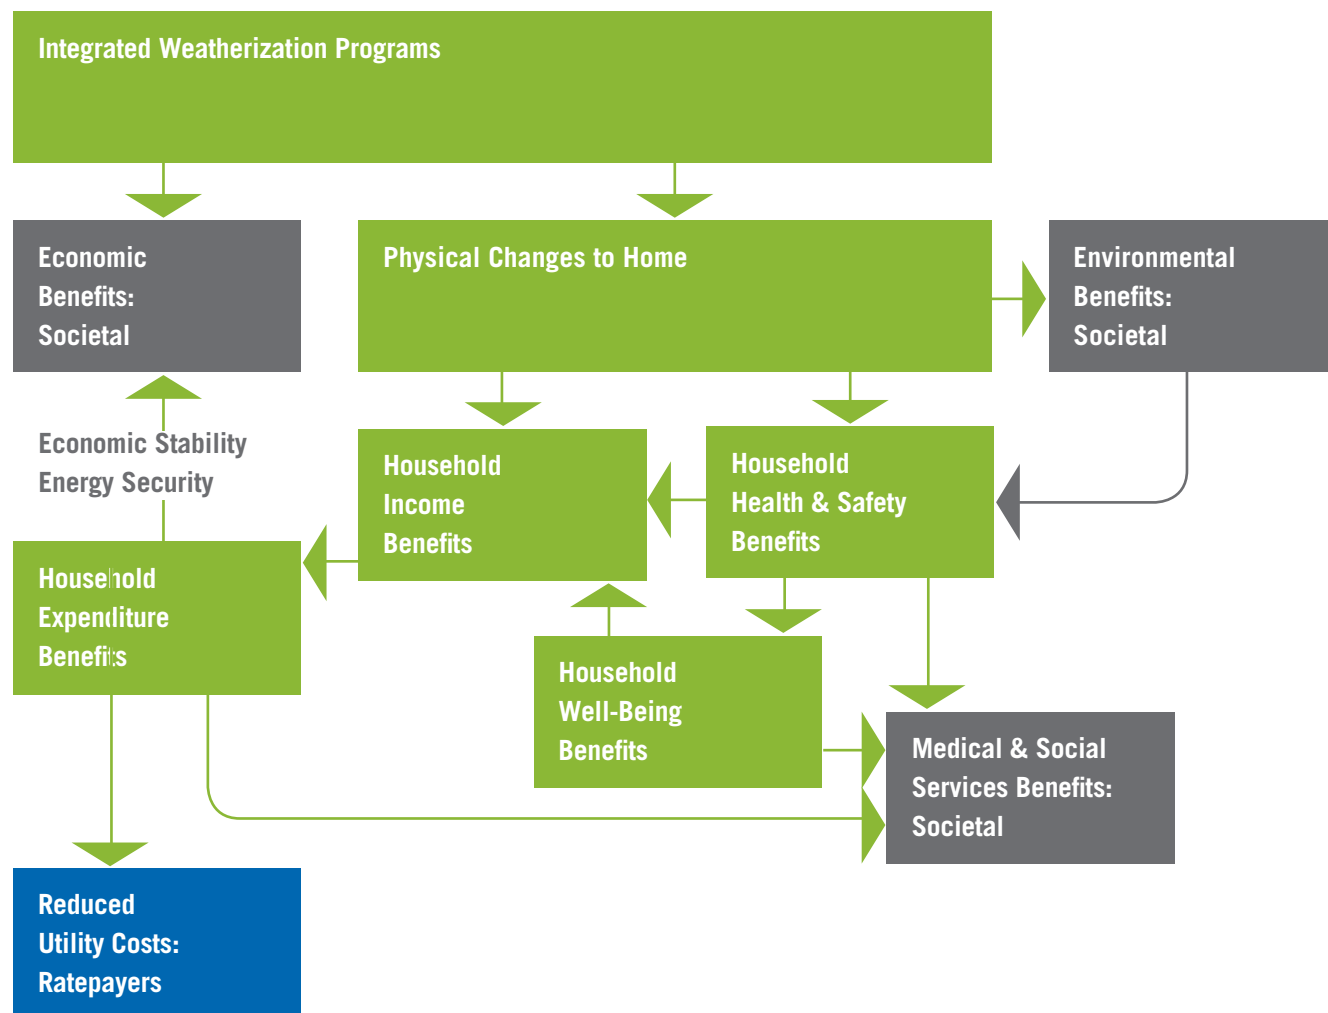 Integrated Weatherization Programs
Economic
Benefits:
Societal
Physical Changes to Home
Environmental
Benefits:
Societal
Economic Stability
Energy Security
Household
Income
Benefits
Household
Health & Safety
Benefits
Household
Expenditure
Benefits
Household
Well-Being
Benefits
Medical & Social
Services Benefits:
Societal
Reduced
Utility Costs:
Ratepayers